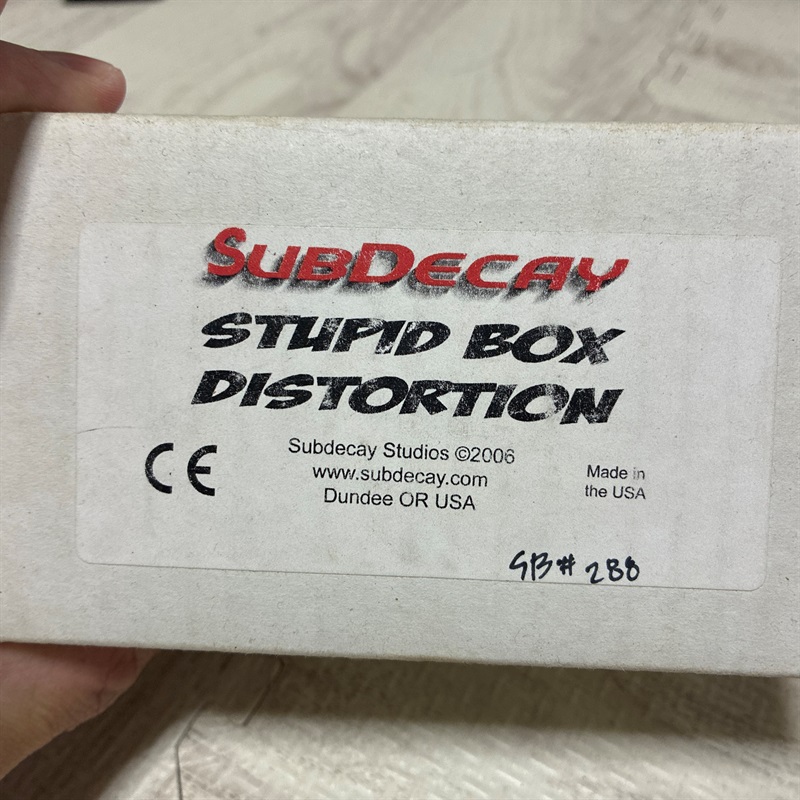 SUBDECAY
STUPID BOX
DISTORTION
CE
Subdecay Studios ©2006
www.subdecay.com
Dundee OR USA
Made in
the USA
SB# 288